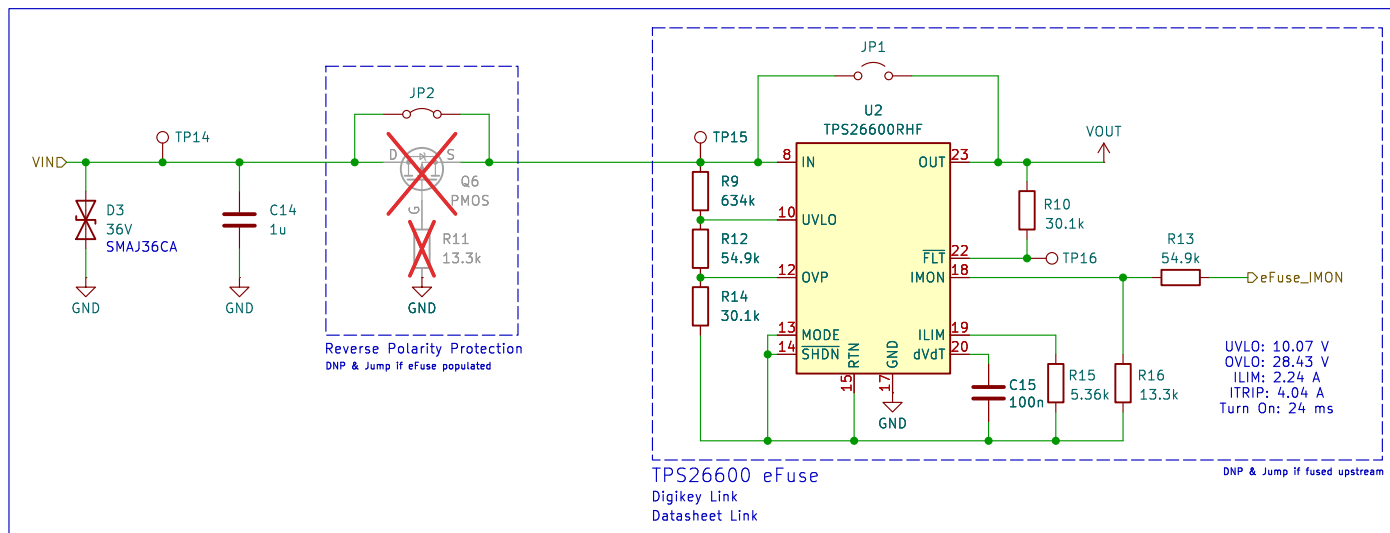 JP1
JP2
U2
TPS26600RHF
TP14
TP15
VOUT
VIN
D
S
8
IN
OUT
23
Q6
PMOS
G
R9
634k
R10
30.1k
D3
36V
SMAJ36CA
C14
1u
10
UVLO
R11
13.3k
R12
54.9k
FLT
22
TP16
R13
54.9k
12
OVP
IMON
18
eFuse_IMON
GND
GND
GND
R14
30.1k
13
MODE
ILIM
19
14
SHDN
dVdT
20
RTN
GND
15
17
Reverse Polarity Protection
DNP & Jump if eFuse populated
UVLO: 10.07 V
OVLO: 28.43 V
ILIM: 2.24 A
ITRIP: 4.04 A
Turn On: 24 ms
C15
100n
R15
5.36k
R16
13.3k
GND
TPS26600 eFuse
DNP & Jump if fused upstream
Digikey Link
Datasheet Link